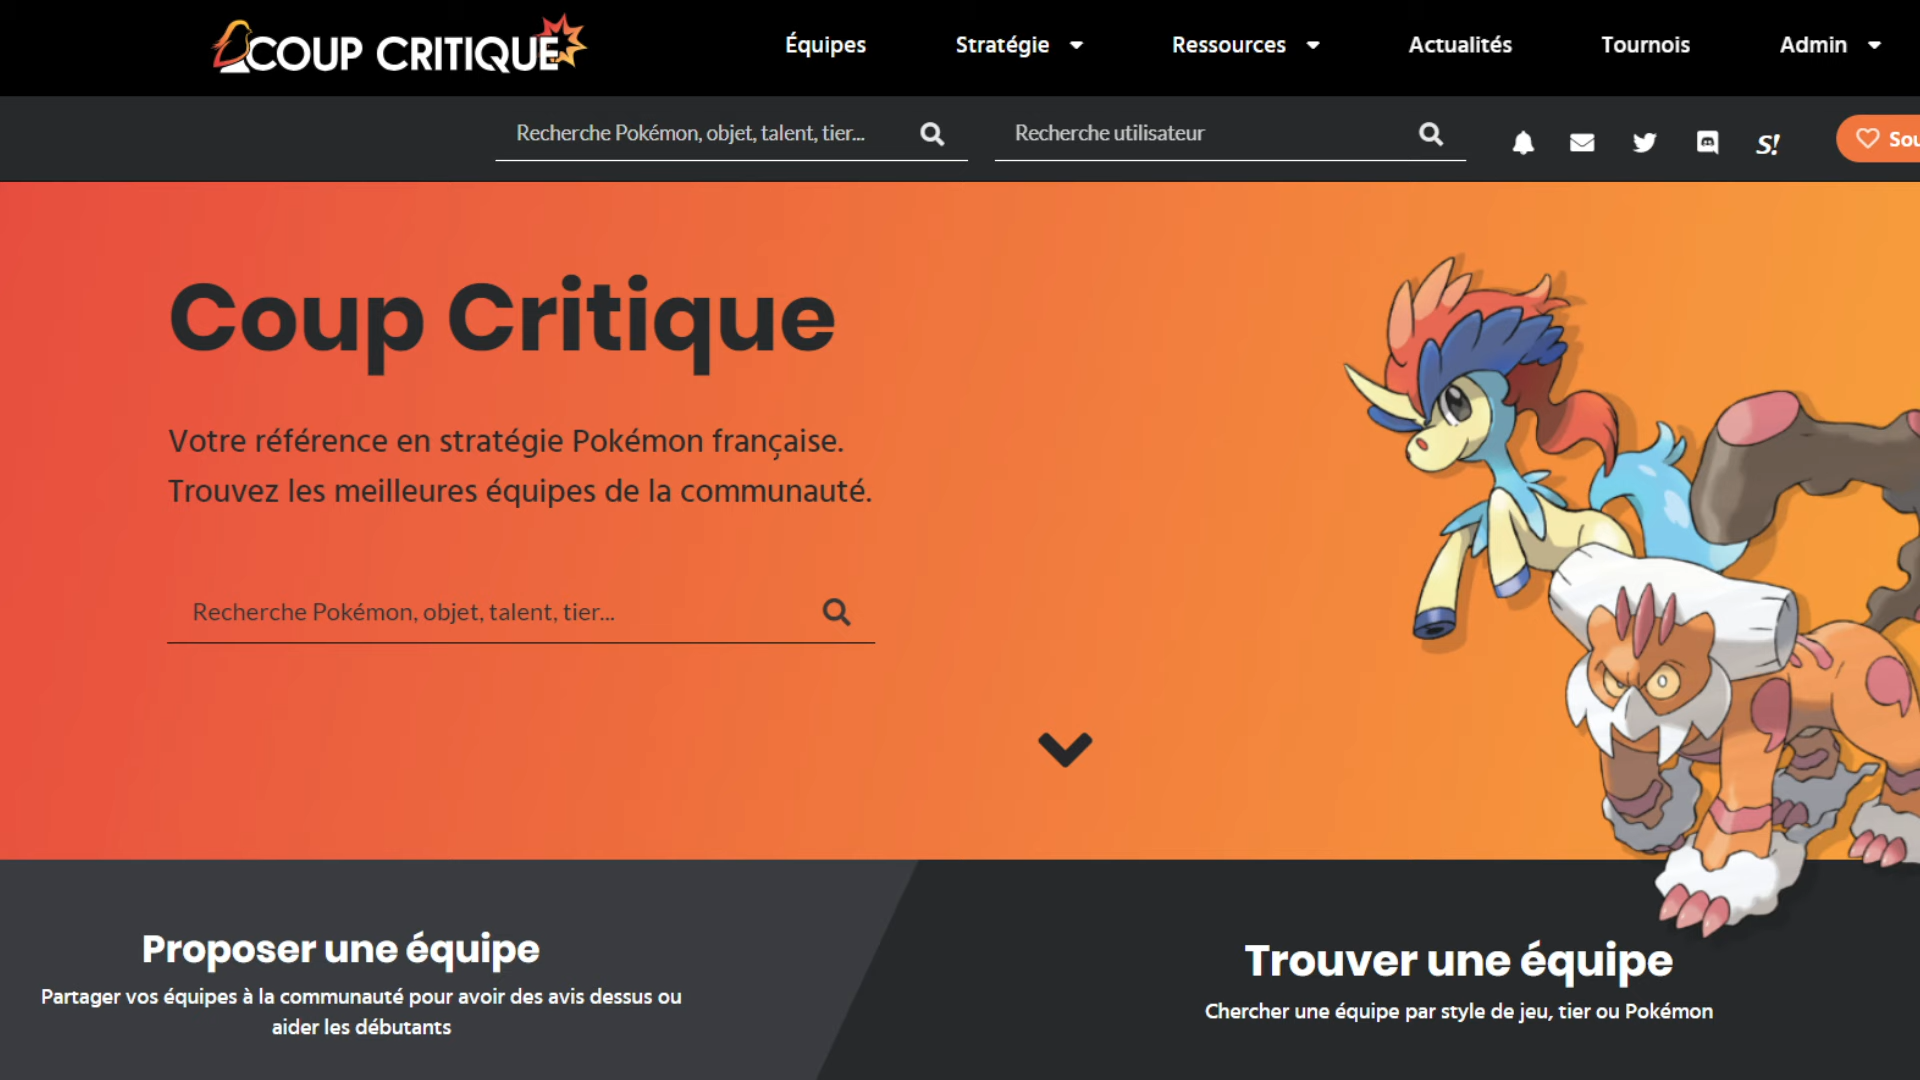 COUP CRITIQUE
Équipes
Stratégie
Ressources
Actualités
Tournois
Admin
Recherche Pokémon, objet, talent, tier...
Recherche utilisateur
S!
Sou
Coup Critique
Votre référence en stratégie Pokémon française.
Trouvez les meilleures équipes de la communauté.
Recherche Pokémon, objet, talent, tier...
Proposer une équipe
Partager vos équipes à la communauté pour avoir des avis dessus ou
aider les débutants
Trouver une équipe
Chercher une équipe par style de jeu, tier ou Pokémon